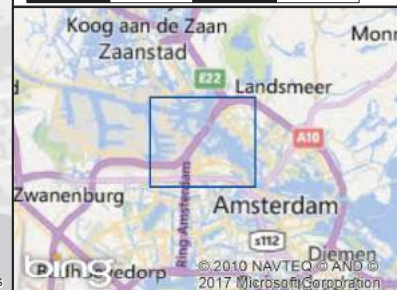 Koog aan de Zaan
Zaanstad
E22
Landsmeer
A10
Zwanenburg
Ring Amsterdam
Amsterdam
s112
Diemen
bing
© 2010 NAVTEQ © AND ©
2017 Microsoft Corporation